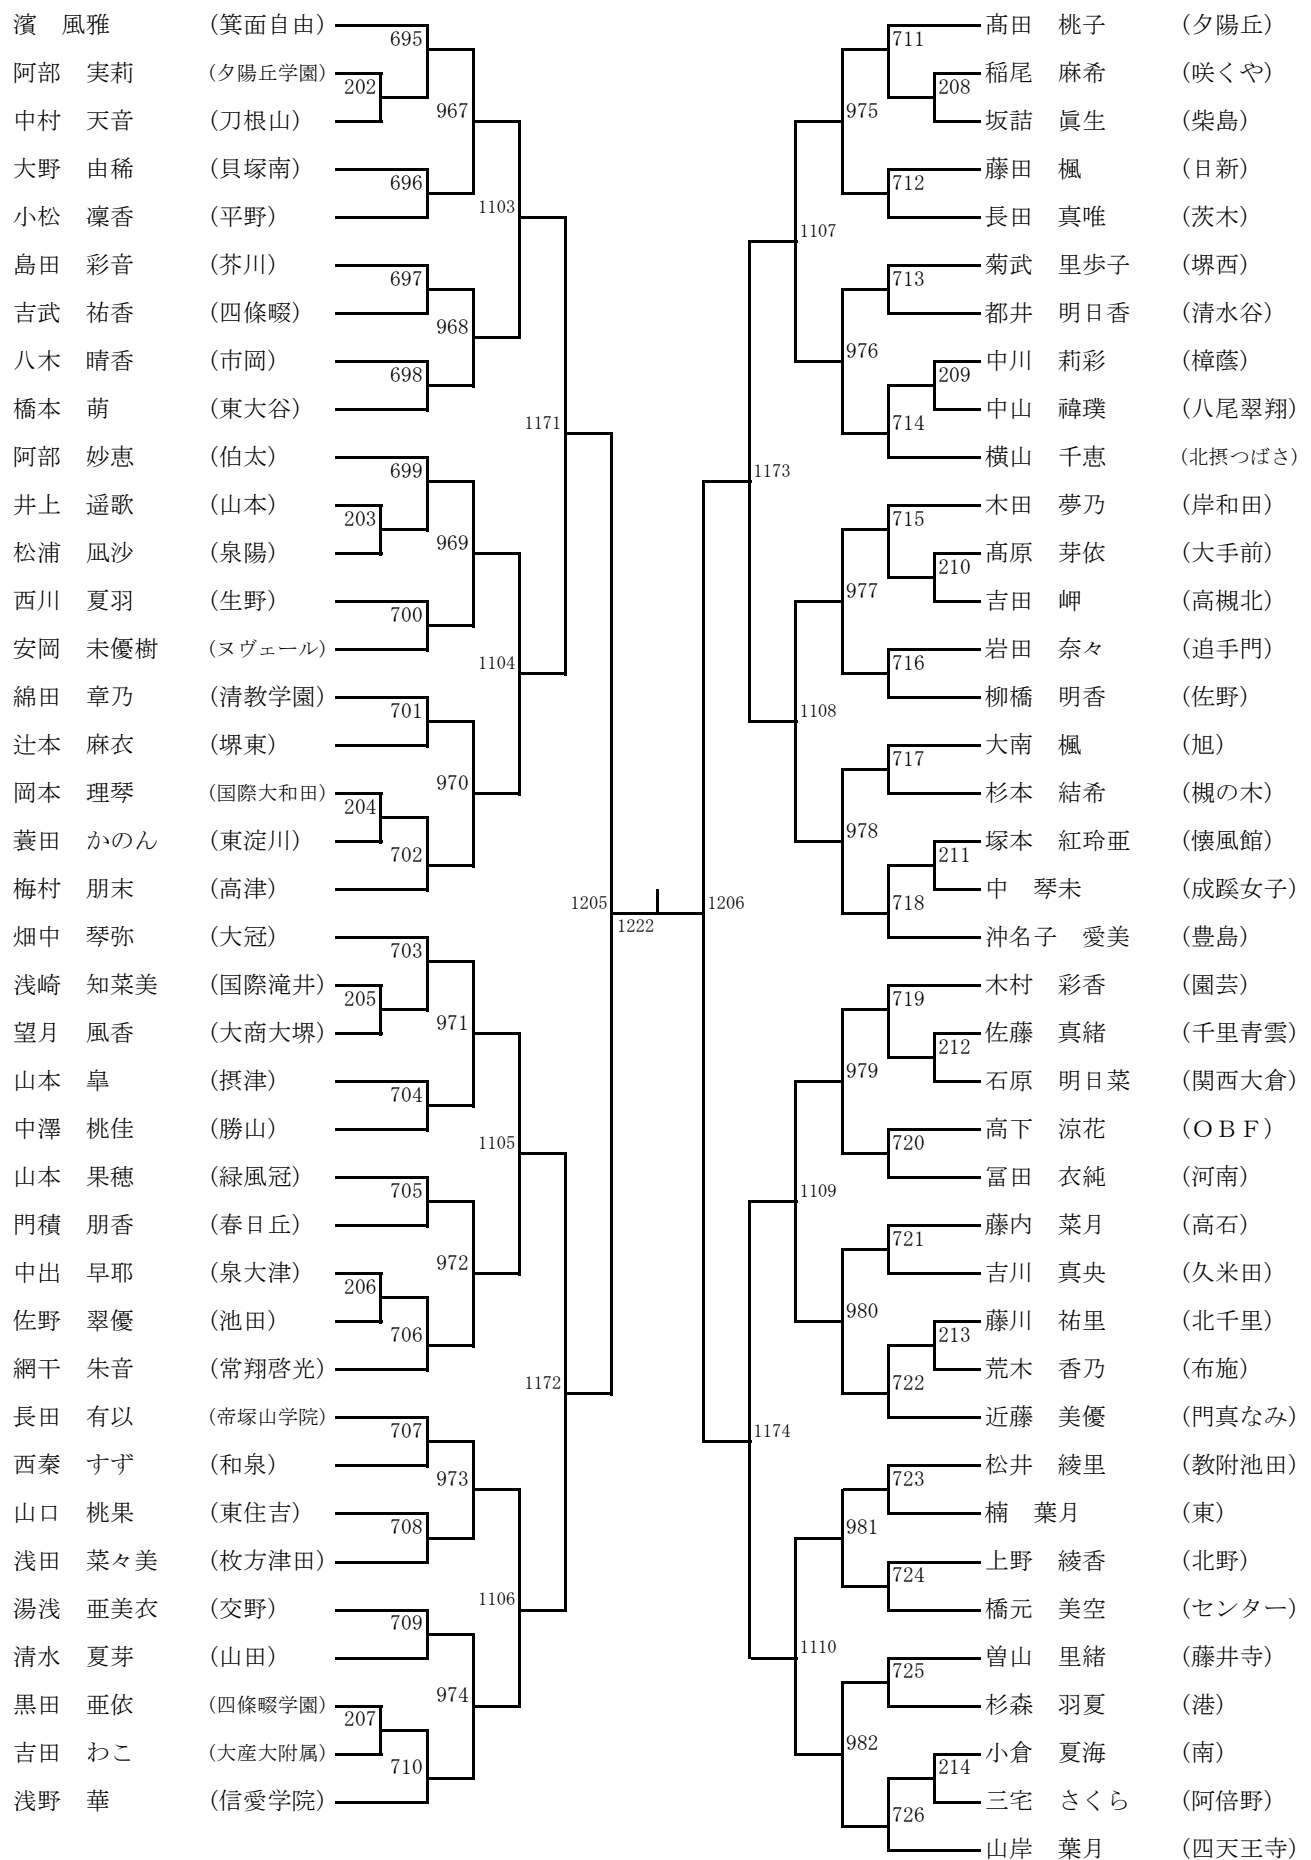 濱　風雅　(箕面自由)
695
阿部　実莉　(夕陽丘学園)
202
967
中村　天音　(刀根山)
大野　由稀　(貝塚南)
696
1103
小松　凜香　(平野)
島田　彩音　(芥川)
697
吉武　祐香　(四條畷)
968
八木　晴香　(市岡)
698
橋本　萌　(東大谷)
1171
阿部　妙恵　(伯太)
699
井上　遥歌　(山本)
203
969
松浦　凪沙　(泉陽)
西川　夏羽　(生野)
700
安岡　未優樹　(ヌヴェール)
1104
綿田　章乃　(清教学園)
701
辻本　麻衣　(堺東)
970
岡本　理琴　(国際大和田)
204
蓑田　かのん　(東淀川)
702
梅村　朋末　(高津)
1205
1222
畑中　琴弥　(大冠)
703
浅崎　知菜美　(国際滝井)
205
971
望月　風香　(大商大堺)
山本　皐　(摂津)
704
中澤　桃佳　(勝山)
1105
山本　果穂　(緑風冠)
705
門積　朋香　(春日丘)
972
中出　早耶　(泉大津)
206
佐野　翠優　(池田)
706
網干　朱音　(常翔啓光)
1172
長田　有以　(帝塚山学院)
707
西秦　すず　(和泉)
973
山口　桃果　(東住吉)
708
浅田　菜々美　(枚方津田)
1106
湯浅　亜美衣　(交野)
709
清水　夏芽　(山田)
974
黒田　亜依　(四條畷学園)
207
吉田　わこ　(大産大附属)
710
浅野　華　(信愛学院)
髙田　桃子　(夕陽丘)
711
稲尾　麻希　(咲くや)
208
975
坂詰　眞生　(柴島)
藤田　楓　(日新)
712
長田　真唯　(茨木)
1107
菊武　里歩子　(堺西)
713
都井　明日香　(清水谷)
976
中川　莉彩　(樟蔭)
209
中山　禕璞　(八尾翠翔)
714
横山　千恵　(北摂つばさ)
1173
木田　夢乃　(岸和田)
715
髙原　芽依　(大手前)
210
977
吉田　岬　(高槻北)
岩田　奈々　(追手門)
716
柳橋　明香　(佐野)
1108
大南　楓　(旭)
717
杉本　結希　(槻の木)
978
塚本　紅玲亜　(懐風館)
211
中　琴未　(成蹊女子)
718
1206
沖名子　愛美　(豊島)
木村　彩香　(園芸)
719
佐藤　真緒　(千里青雲)
212
979
石原　明日菜　(関西大倉)
高下　涼花　(ＯＢＦ)
720
冨田　衣純　(河南)
1109
藤内　菜月　(高石)
721
吉川　真央　(久米田)
980
藤川　祐里　(北千里)
213
荒木　香乃　(布施)
722
近藤　美優　(門真なみ)
1174
松井　綾里　(教附池田)
723
楠　葉月　(東)
981
上野　綾香　(北野)
724
橋元　美空　(センター)
1110
曽山　里緒　(藤井寺)
725
杉森　羽夏　(港)
982
小倉　夏海　(南)
214
三宅　さくら　(阿倍野)
726
山岸　葉月　(四天王寺)